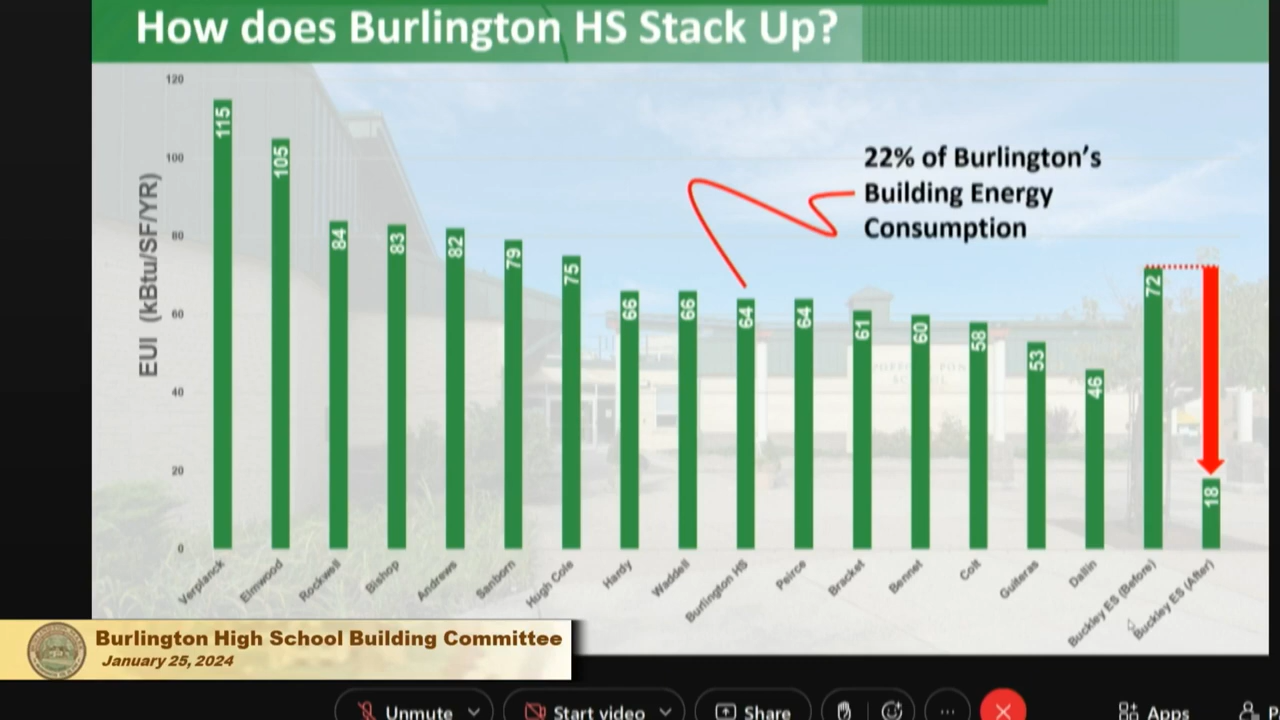 How does Burlington HS Stack Up?
120
100
80
60
40
20
0
EUI (kBtu/SF/YR)
115
105
84
83
82
79
75
66
66
64
64
61
60
58
53
46
72
18
22% of Burlington's
Building Energy
Consumption
Verplanck
Elmwood
Rockwell
Bishop
Andrews
Sanborn
Hugh Cole
Hardy
Waddell
Burlington HS
Peirce
Bracket
Bennet
Colt
Guiteras
Dallin
Buckley ES (Before)
Buckley ES (After)
Burlington High School Building Committee
January 25, 2024
Unmute
Start video
Share
Apps
P